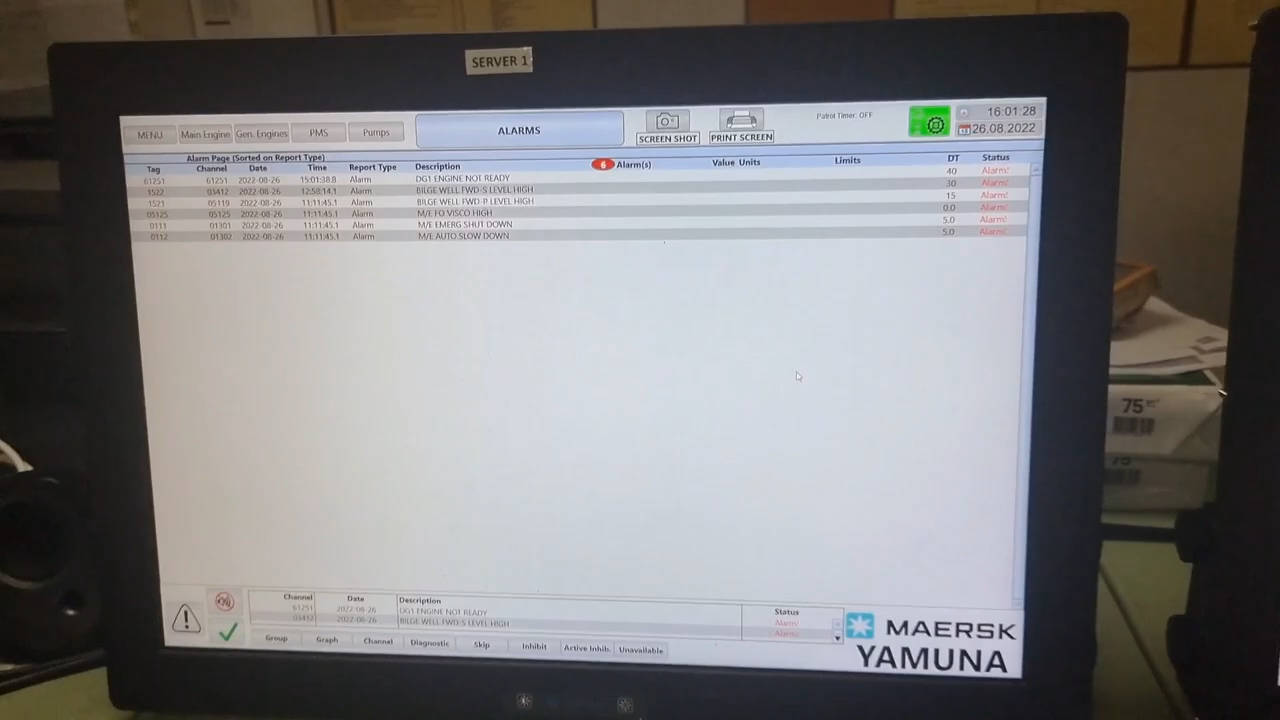 SERVER 1
MENU Main Engine Gen. Engines PMS Pumps ALARMS SCREEN SHOT PRINT SCREEN Patrol Timer: OFF 16:01:28
26.08.2022
Alarm Page (Sorted on Report Type)
Tag Channel Date Time Report Type Description 6 Alarm(s) Value Units Limits DT Status
61251 61251 2022-08-26 15:01:38.8 Alarm DG1 ENGINE NOT READY 40 Alarm!
1522 03412 2022-08-26 12:58:14.1 Alarm BILGE WELL FWD-S LEVEL HIGH 30 Alarm!
1521 05119 2022-08-26 11:11:45.1 Alarm BILGE WELL FWD-P LEVEL HIGH 15 Alarm!
05125 05125 2022-08-26 11:11:45.1 Alarm M/E FO VISCO HIGH 0.0 Alarm!
0111 01301 2022-08-26 11:11:45.1 Alarm M/E EMERG SHUT DOWN 5.0 Alarm!
0112 01302 2022-08-26 11:11:45.1 Alarm M/E AUTO SLOW DOWN 5.0 Alarm!
Channel Date Description Status
61251 2022-08-26 DG1 ENGINE NOT READY Alarm!
03412 2022-08-26 BILGE WELL FWD-S LEVEL HIGH Alarm!
Group Graph Channel Diagnostic Skip Inhibit Active Inhib. Unavailable
MAERSK
YAMUNA
75
75